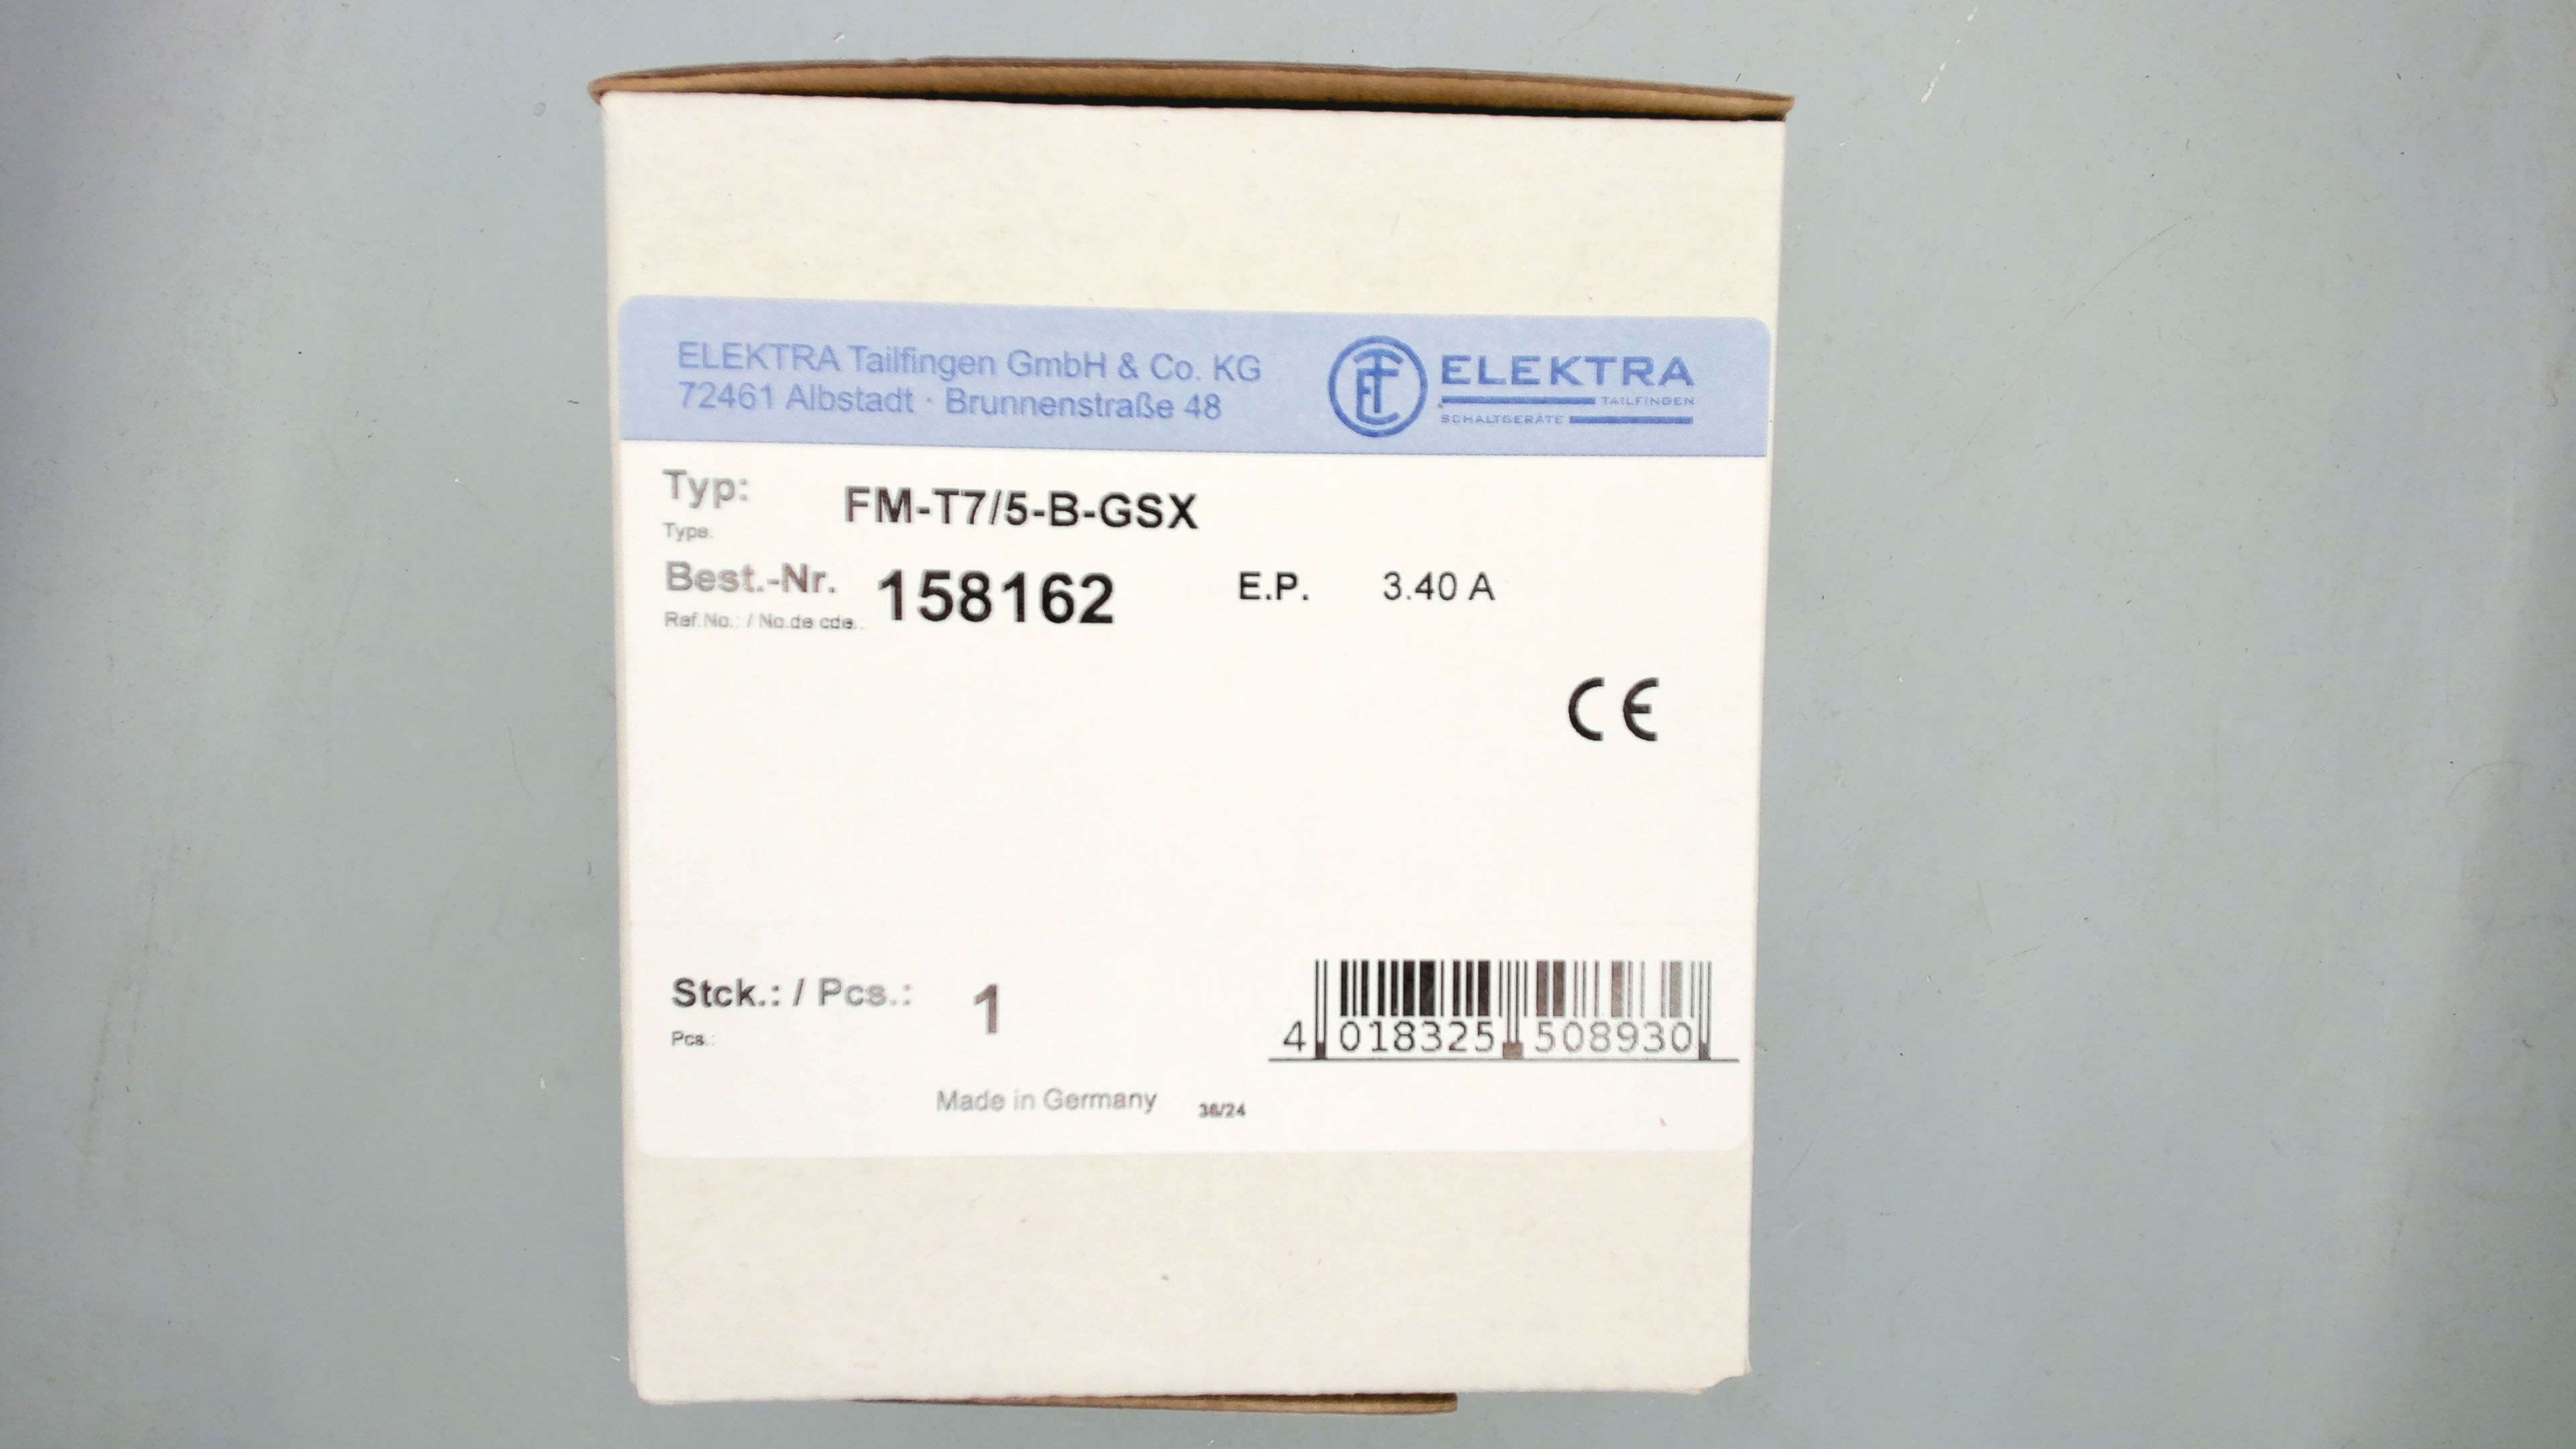 ELEKTRA Tailfingen GmbH & Co. KG
72461 Albstadt · Brunnenstraße 48
ELEKTRA
TAILFINGEN
SCHALTGERÄTE
Typ: FM-T7/5-B-GSX
Type:
Best.-Nr. 158162 E.P. 3.40 A
Ref.No.: / No.de cde.:
CE
Stck.: / Pcs.: 1
Pcs.:
4 018325 508930
Made in Germany 36/24